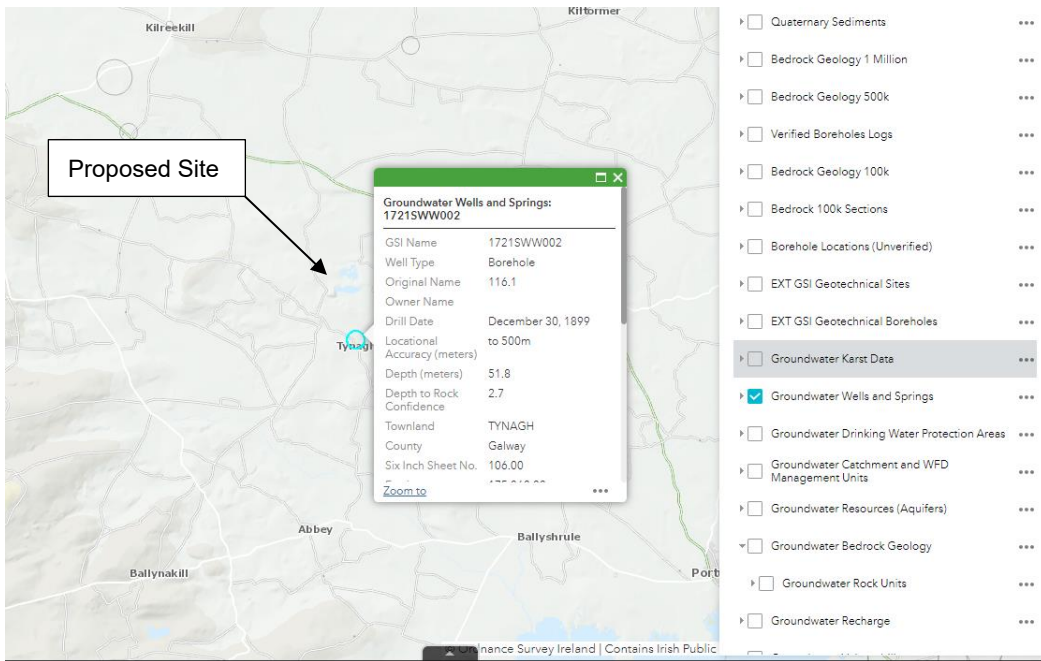 Kilreekill
Kiltormer
Proposed Site
Tynagh
Abbey
Ballyshrule
Ballynakill
Groundwater Wells and Springs:
1721SWW002
GSI Name 1721SWW002
Well Type Borehole
Original Name 116.1
Owner Name
Drill Date December 30, 1899
Locational to 500m
Accuracy (meters)
Depth (meters) 51.8
Depth to Rock 2.7
Confidence
Townland TYNAGH
County Galway
Six Inch Sheet No. 106.00
Zoom to
Ordnance Survey Ireland | Contains Irish Public
Quaternary Sediments
Bedrock Geology 1 Million
Bedrock Geology 500k
Verified Boreholes Logs
Bedrock Geology 100k
Bedrock 100k Sections
Borehole Locations (Unverified)
EXT GSI Geotechnical Sites
EXT GSI Geotechnical Boreholes
Groundwater Karst Data
Groundwater Wells and Springs
Groundwater Drinking Water Protection Areas
Groundwater Catchment and WFD
Management Units
Groundwater Resources (Aquifers)
Groundwater Bedrock Geology
Groundwater Rock Units
Groundwater Recharge